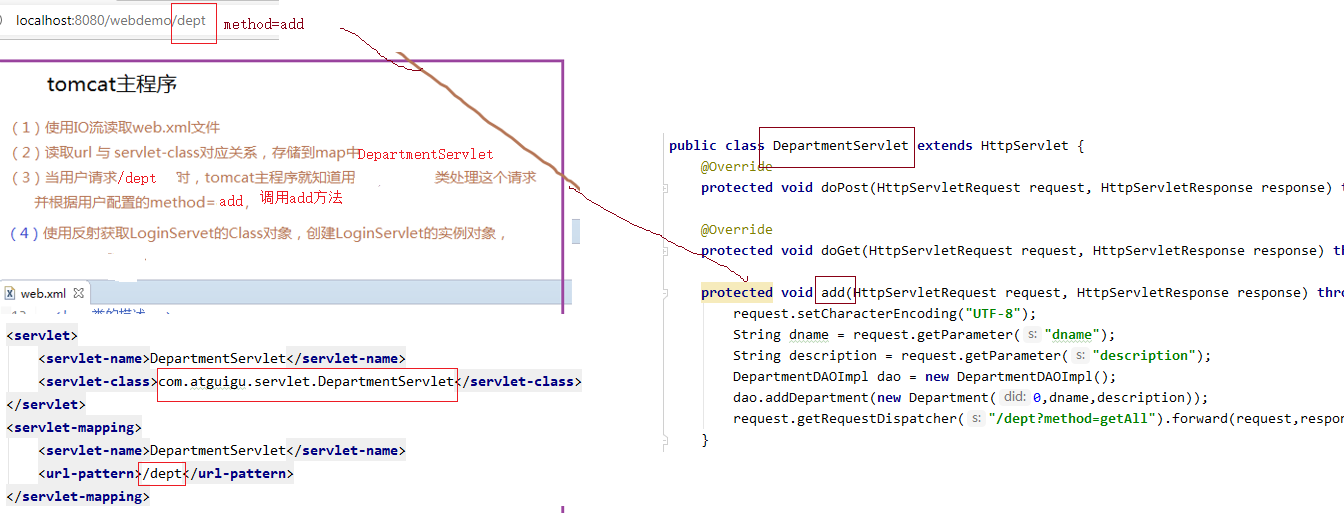 localhost:8080/webdemo/dept
method=add
tomcat主程序
(1)使用IO流读取web.xml文件
(2)读取url 与 servlet-class对应关系，存储到map中DepartmentServlet
(3)当用户请求/dept 时，tomcat主程序就知道用 类处理这个请求
并根据用户配置的method= add，调用add方法
(4)使用反射获取LoginServet的Class对象，创建LoginServlet的实例对象，
web.xml
<servlet>
<servlet-name>DepartmentServlet</servlet-name>
<servlet-class>com.atguigu.servlet.DepartmentServlet</servlet-class>
</servlet>
<servlet-mapping>
<servlet-name>DepartmentServlet</servlet-name>
<url-pattern>/dept</url-pattern>
</servlet-mapping>
public class DepartmentServlet extends HttpServlet {
@Override
protected void doPost(HttpServletRequest request, HttpServletResponse response) t
@Override
protected void doGet(HttpServletRequest request, HttpServletResponse response) th
protected void add(HttpServletRequest request, HttpServletResponse response) thro
request.setCharacterEncoding("UTF-8");
String dname = request.getParameter( s: "dname");
String description = request.getParameter( s: "description");
DepartmentDAOImpl dao = new DepartmentDAOImpl();
dao.addDepartment(new Department( did: 0,dname,description));
request.getRequestDispatcher( s: "/dept?method=getAll").forward(request,respon
}